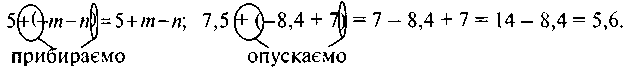 5 + (+m – n) = 5 + m – n; 7,5 + (–8,4 + 7) = 7 – 8,4 + 7 = 14 – 8,4 = 5,6.
прибираємо опускаємо